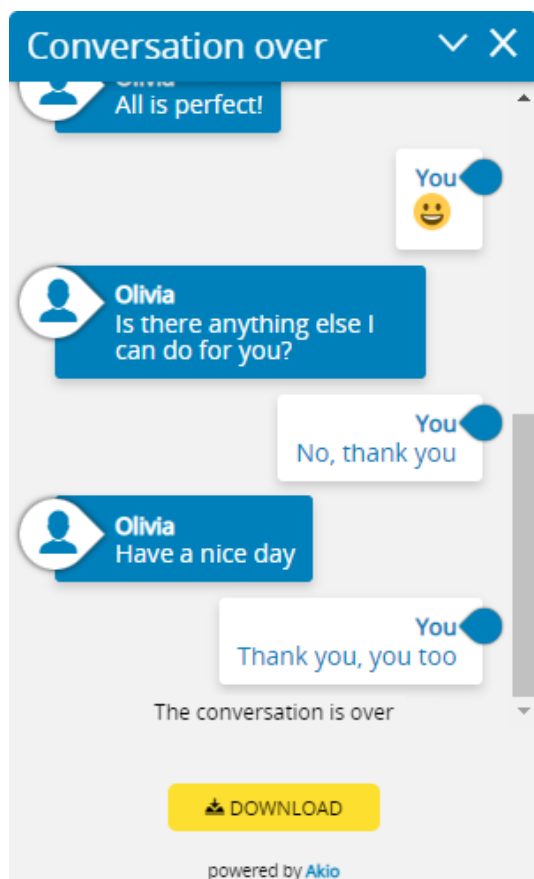 Conversation over
Olivia
All is perfect!
You
Olivia
Is there anything else I
can do for you?
You
No, thank you
Olivia
Have a nice day
You
Thank you, you too
The conversation is over
DOWNLOAD
powered by Akio